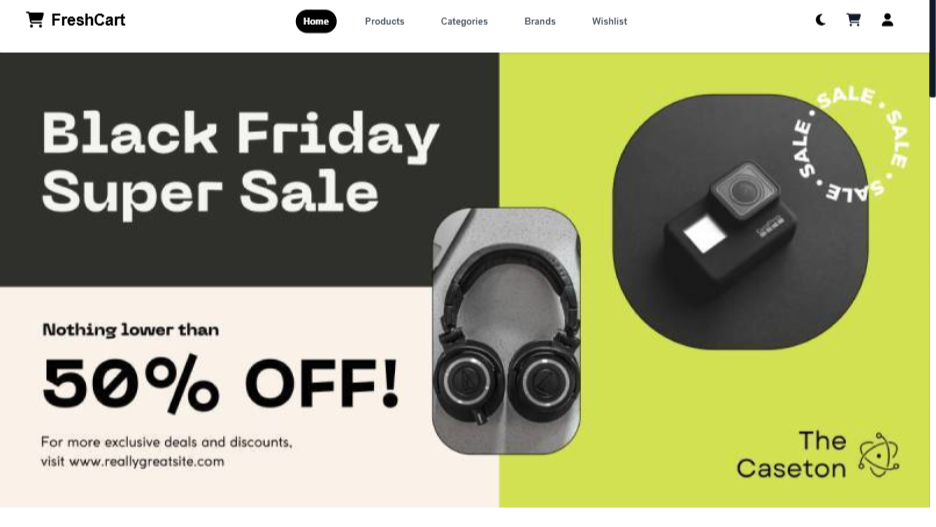 FreshCart
Home
Products
Categories
Brands
Wishlist
Black Friday
Super Sale
SALE • SALE • SALE • SALE •
Nothing lower than
50% OFF!
For more exclusive deals and discounts,
visit www.reallygreatsite.com
The
Caseton